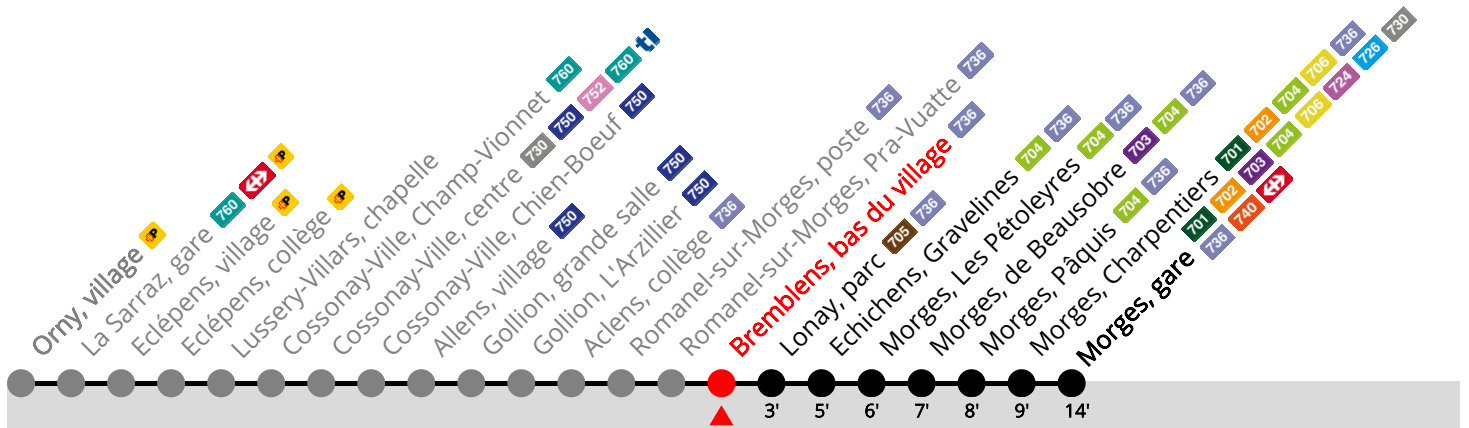 Orny, village P
La Sarraz, gare 760 P
Eclépens, village P
Eclépens, collège P
Lussery-Villars, chapelle
Cossonay-Ville, Champ-Vionnet 760
Cossonay-Ville, centre 730 750 752 760 tl
Cossonay-Ville, Chien-Boeuf 750
Allens, village 750
Gollion, grande salle 750
Gollion, L'Arzillier 750
Aclens, collège 736
Romanel-sur-Morges, poste 736
Romanel-sur-Morges, Pra-Vuatte 736
Bremblens, bas du village 736
Lonay, parc 705 736
Echichens, Gravelines 704 736
Morges, Les Pétoleyres 704 736
Morges, de Beausobre 703 704 736
Morges, Pâquis 704 736
Morges, Charpentiers 701 702 704 706 736
Morges, gare 701 702 703 704 706 724 726 730
736 740
3' 5' 6' 7' 8' 9' 14'